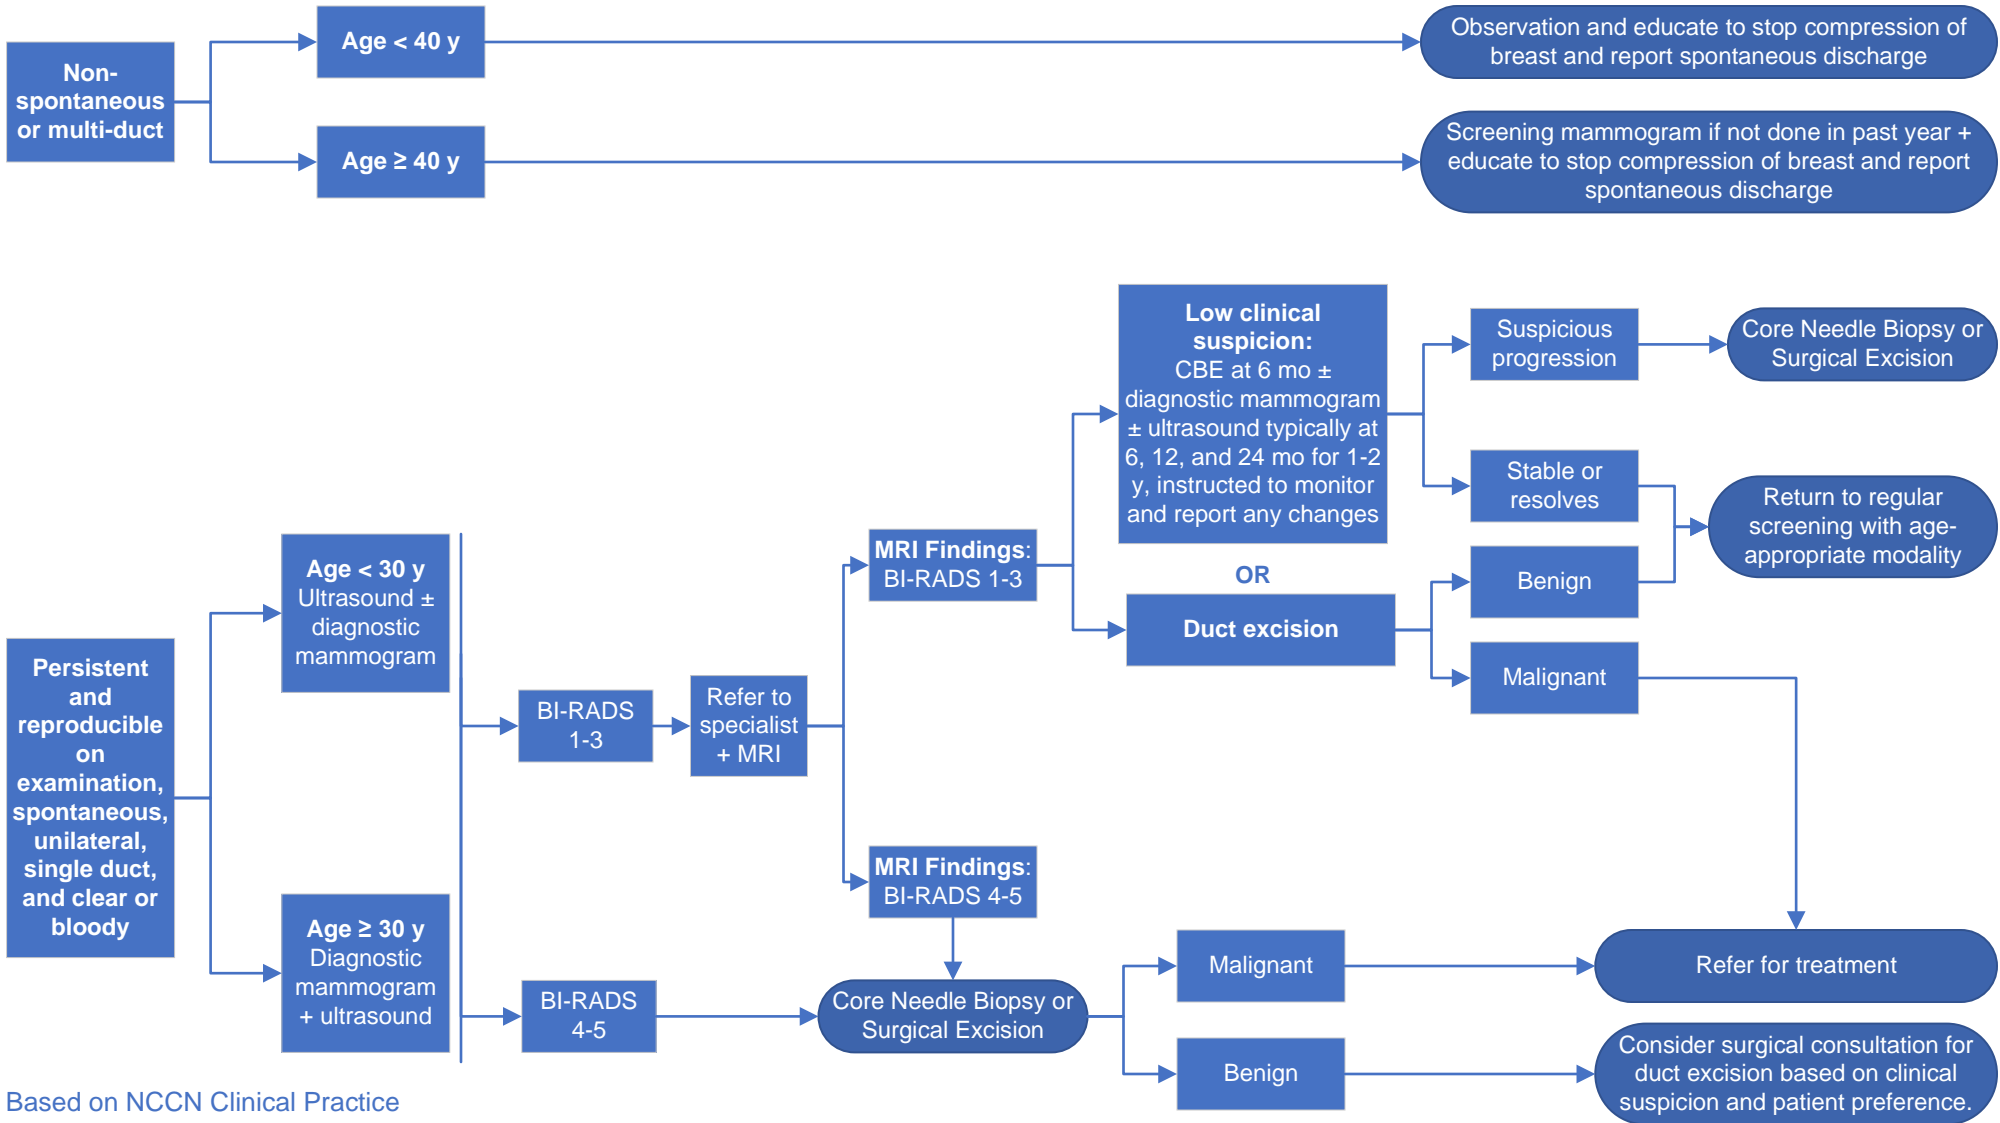 Non-
spontaneous
or multi-duct
Age < 40 y
Observation and educate to stop compression of
breast and report spontaneous discharge
Age ≥ 40 y
Screening mammogram if not done in past year +
educate to stop compression of breast and report
spontaneous discharge
Persistent
and
reproducible
on
examination,
spontaneous,
unilateral,
single duct,
and clear or
bloody
Age < 30 y
Ultrasound ±
diagnostic
mammogram
Age ≥ 30 y
Diagnostic
mammogram
+ ultrasound
BI-RADS
1-3
Refer to
specialist
+ MRI
MRI Findings:
BI-RADS 1-3
Low clinical
suspicion:
CBE at 6 mo ±
diagnostic mammogram
± ultrasound typically at
6, 12, and 24 mo for 1-2
y, instructed to monitor
and report any changes
OR
Duct excision
Suspicious
progression
Core Needle Biopsy or
Surgical Excision
Stable or
resolves
Benign
Return to regular
screening with age-
appropriate modality
Malignant
MRI Findings:
BI-RADS 4-5
BI-RADS
4-5
Core Needle Biopsy or
Surgical Excision
Malignant
Refer for treatment
Benign
Consider surgical consultation for
duct excision based on clinical
suspicion and patient preference.
Based on NCCN Clinical Practice